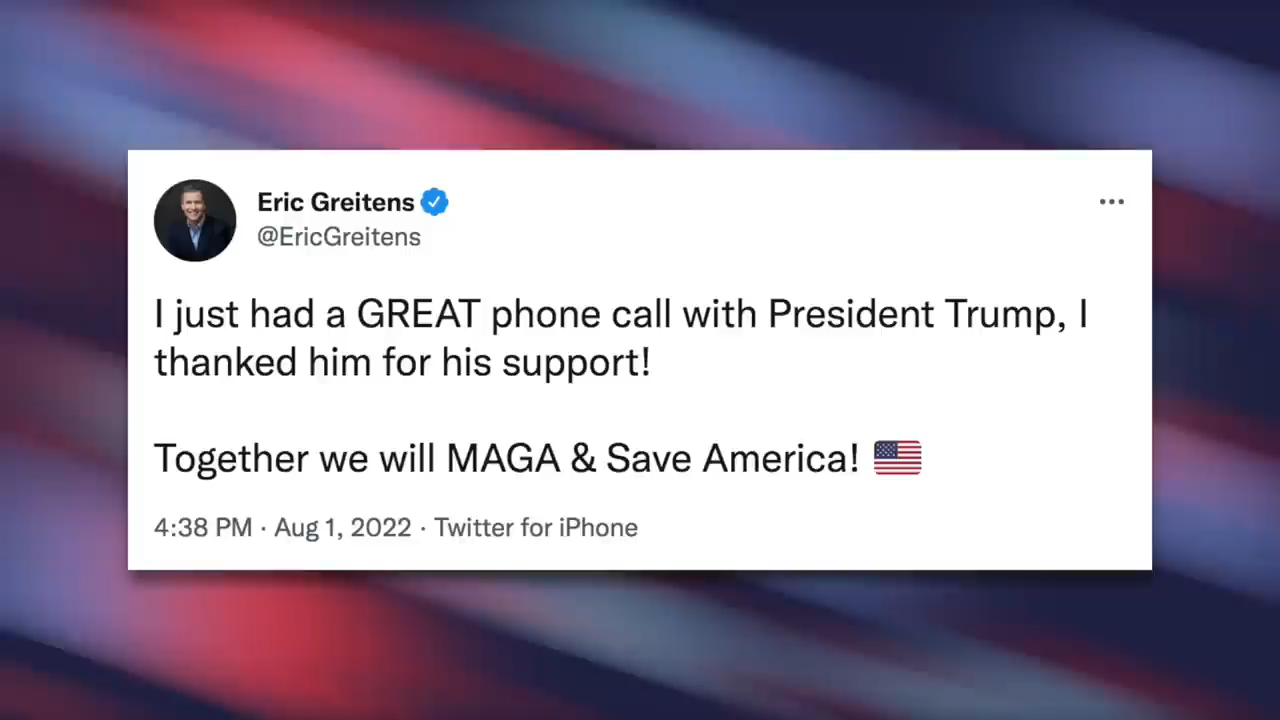 Eric Greitens
@EricGreitens
I just had a GREAT phone call with President Trump, I
thanked him for his support!
Together we will MAGA & Save America! 🇺🇸
4:38 PM · Aug 1, 2022 · Twitter for iPhone